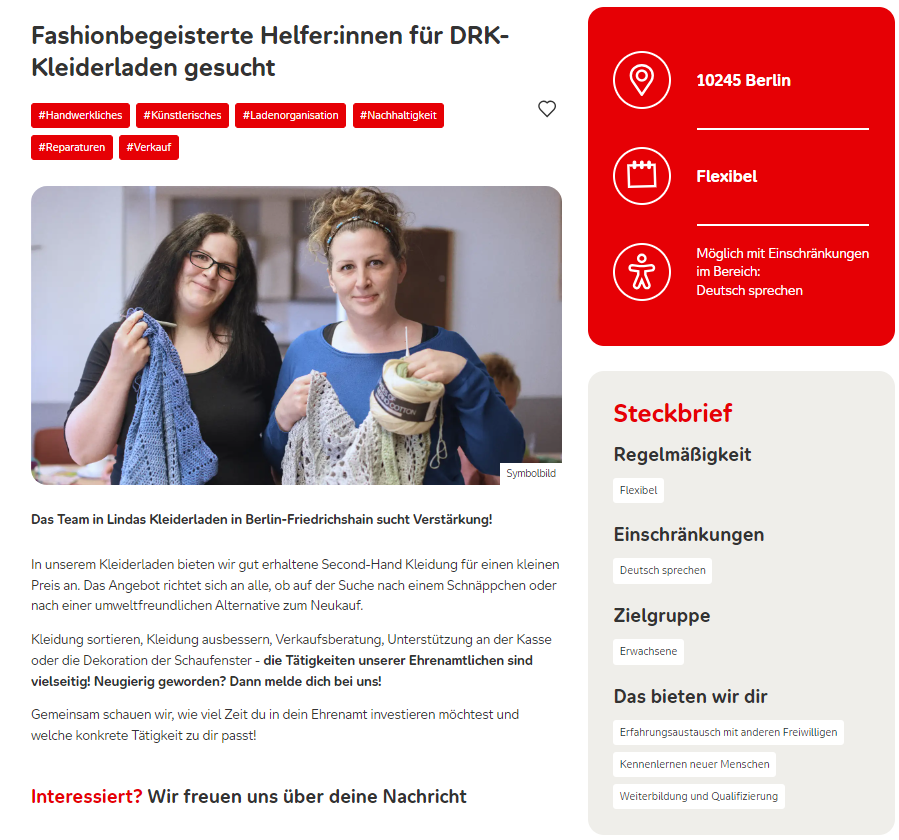 Fashionbegeisterte Helfer:innen für DRK-
Kleiderladen gesucht
#Handwerkliches
#Künstlerisches
#Ladenorganisation
#Nachhaltigkeit
#Reparaturen
#Verkauf
Symbolbild
Das Team in Lindas Kleiderladen in Berlin-Friedrichshain sucht Verstärkung!
In unserem Kleiderladen bieten wir gut erhaltene Second-Hand Kleidung für einen kleinen
Preis an. Das Angebot richtet sich an alle, ob auf der Suche nach einem Schnäppchen oder
nach einer umweltfreundlichen Alternative zum Neukauf.
Kleidung sortieren, Kleidung ausbessern, Verkaufsberatung, Unterstützung an der Kasse
oder die Dekoration der Schaufenster - die Tätigkeiten unserer Ehrenamtlichen sind
vielseitig! Neugierig geworden? Dann melde dich bei uns!
Gemeinsam schauen wir, wie viel Zeit du in dein Ehrenamt investieren möchtest und
welche konkrete Tätigkeit zu dir passt!
Interessiert? Wir freuen uns über deine Nachricht
10245 Berlin
Flexibel
Möglich mit Einschränkungen
im Bereich:
Deutsch sprechen
Steckbrief
Regelmäßigkeit
Flexibel
Einschränkungen
Deutsch sprechen
Zielgruppe
Erwachsene
Das bieten wir dir
Erfahrungsaustausch mit anderen Freiwilligen
Kennenlernen neuer Menschen
Weiterbildung und Qualifizierung